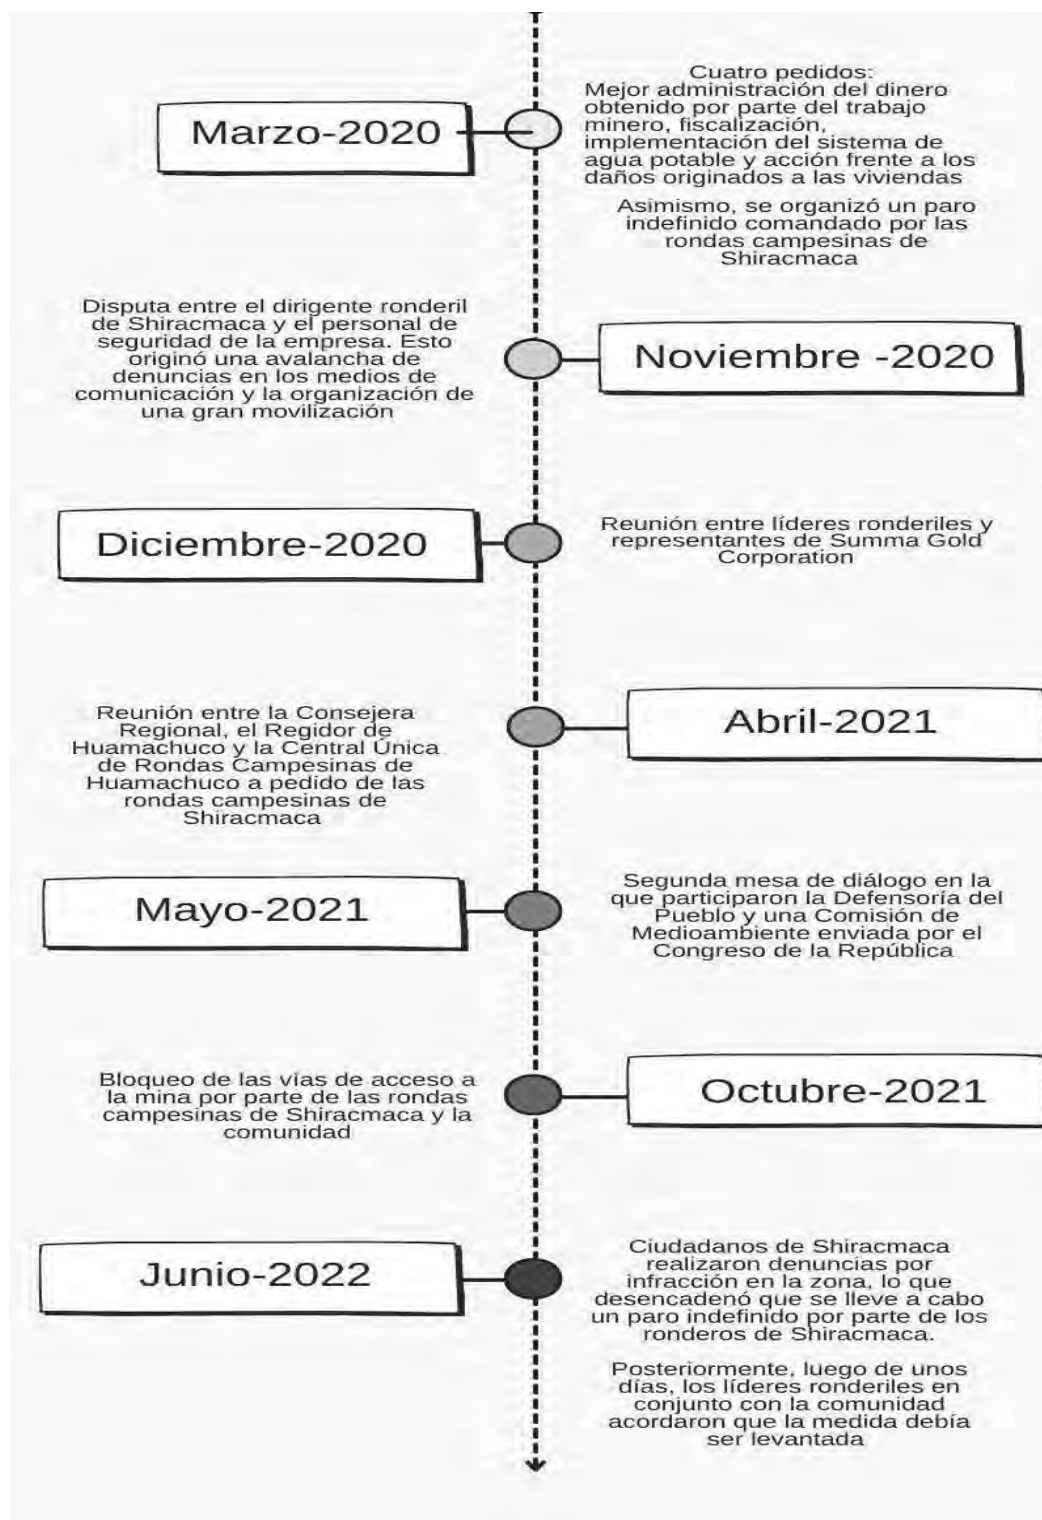 Marzo-2020
Cuatro pedidos:
Mejor administración del dinero
obtenido por parte del trabajo
minero, fiscalización,
implementación del sistema de
agua potable y acción frente a los
daños originados a las viviendas
Asimismo, se organizó un paro
indefinido comandado por las
rondas campesinas de
Shiracmaca
Noviembre -2020
Disputa entre el dirigente ronderil
de Shiracmaca y el personal de
seguridad de la empresa. Esto
originó una avalancha de
denuncias en los medios de
comunicación y la organización de
una gran movilización
Diciembre-2020
Reunión entre líderes ronderiles y
representantes de Summa Gold
Corporation
Abril-2021
Reunión entre la Consejera
Regional, el Regidor de
Huamachuco y la Central Única
de Rondas Campesinas de
Huamachuco a pedido de las
rondas campesinas de
Shiracmaca
Mayo-2021
Segunda mesa de diálogo en la
que participaron la Defensoría del
Pueblo y una Comisión de
Medioambiente enviada por el
Congreso de la República
Octubre-2021
Bloqueo de las vías de acceso a
la mina por parte de las rondas
campesinas de Shiracmaca y la
comunidad
Junio-2022
Ciudadanos de Shiracmaca
realizaron denuncias por
infracción en la zona, lo que
desencadenó que se lleve a cabo
un paro indefinido por parte de los
ronderos de Shiracmaca.
Posteriormente, luego de unos
días, los líderes ronderiles en
conjunto con la comunidad
acordaron que la medida debía
ser levantada